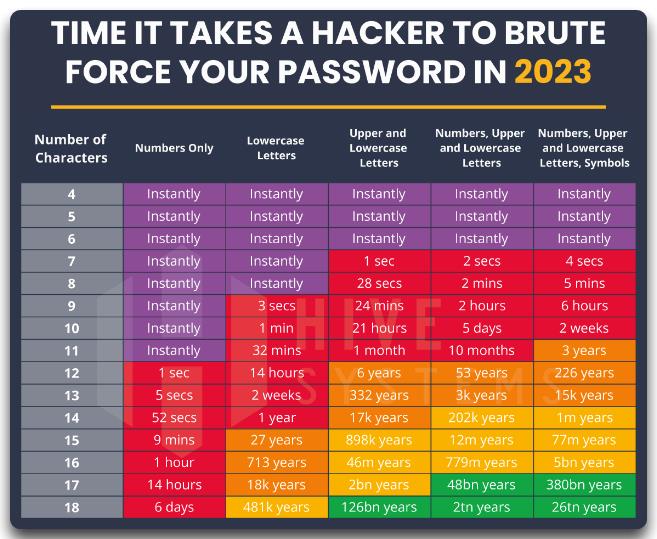 TIME IT TAKES A HACKER TO BRUTE
FORCE YOUR PASSWORD IN 2023
Number of Characters Numbers Only Lowercase Letters Upper and Lowercase Letters Numbers, Upper and Lowercase Letters Numbers, Upper and Lowercase Letters, Symbols
4 Instantly Instantly Instantly Instantly Instantly
5 Instantly Instantly Instantly Instantly Instantly
6 Instantly Instantly Instantly Instantly Instantly
7 Instantly Instantly 1 sec 2 secs 4 secs
8 Instantly Instantly 28 secs 2 mins 5 mins
9 Instantly 3 secs 24 mins 2 hours 6 hours
10 Instantly 1 min 21 hours 5 days 2 weeks
11 Instantly 32 mins 1 month 10 months 3 years
12 1 sec 14 hours 6 years 53 years 226 years
13 5 secs 2 weeks 332 years 3k years 15k years
14 52 secs 1 year 17k years 202k years 1m years
15 9 mins 27 years 898k years 12m years 77m years
16 1 hour 713 years 46m years 779m years 5bn years
17 14 hours 18k years 2bn years 48bn years 380bn years
18 6 days 481k years 126bn years 2tn years 26tn years
HIVE
SYSTEMS